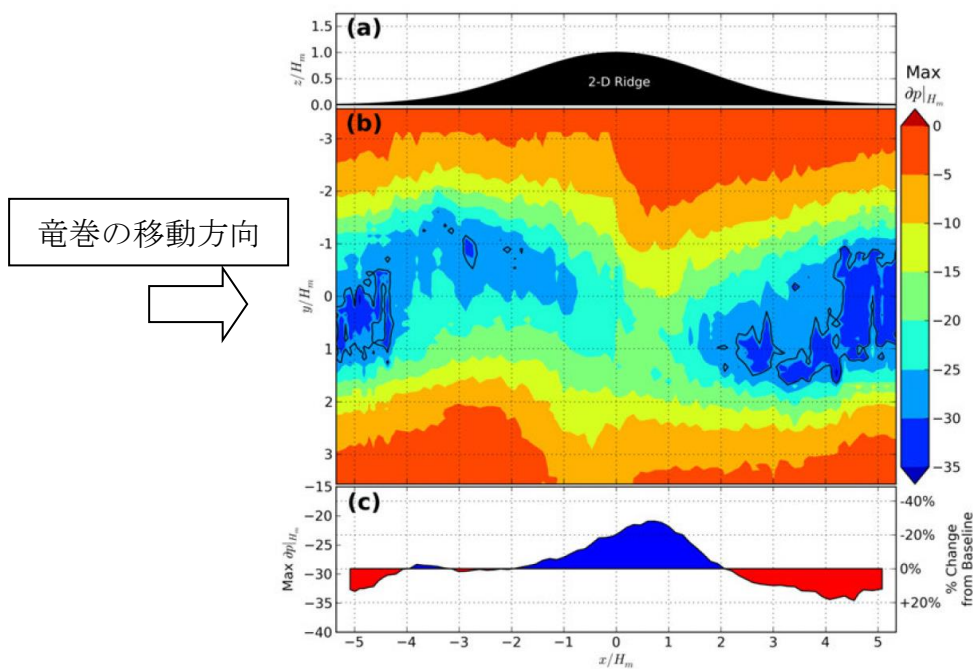 (a)
1.5
1.0
0.5
0.0
z/H_m
2-D Ridge
Max
∂p|H_m
(b)
-3
-2
-1
0
1
2
3
y/H_m
0
−5
−10
−15
−20
−25
−30
−35
竜巻の移動方向
(c)
−15
−20
−25
−30
−35
−40
Max ∂p|H_m
-40%
-20%
0%
+20%
% Change
from Baseline
−5 −4 −3 −2 −1 0 1 2 3 4 5
x/H_m